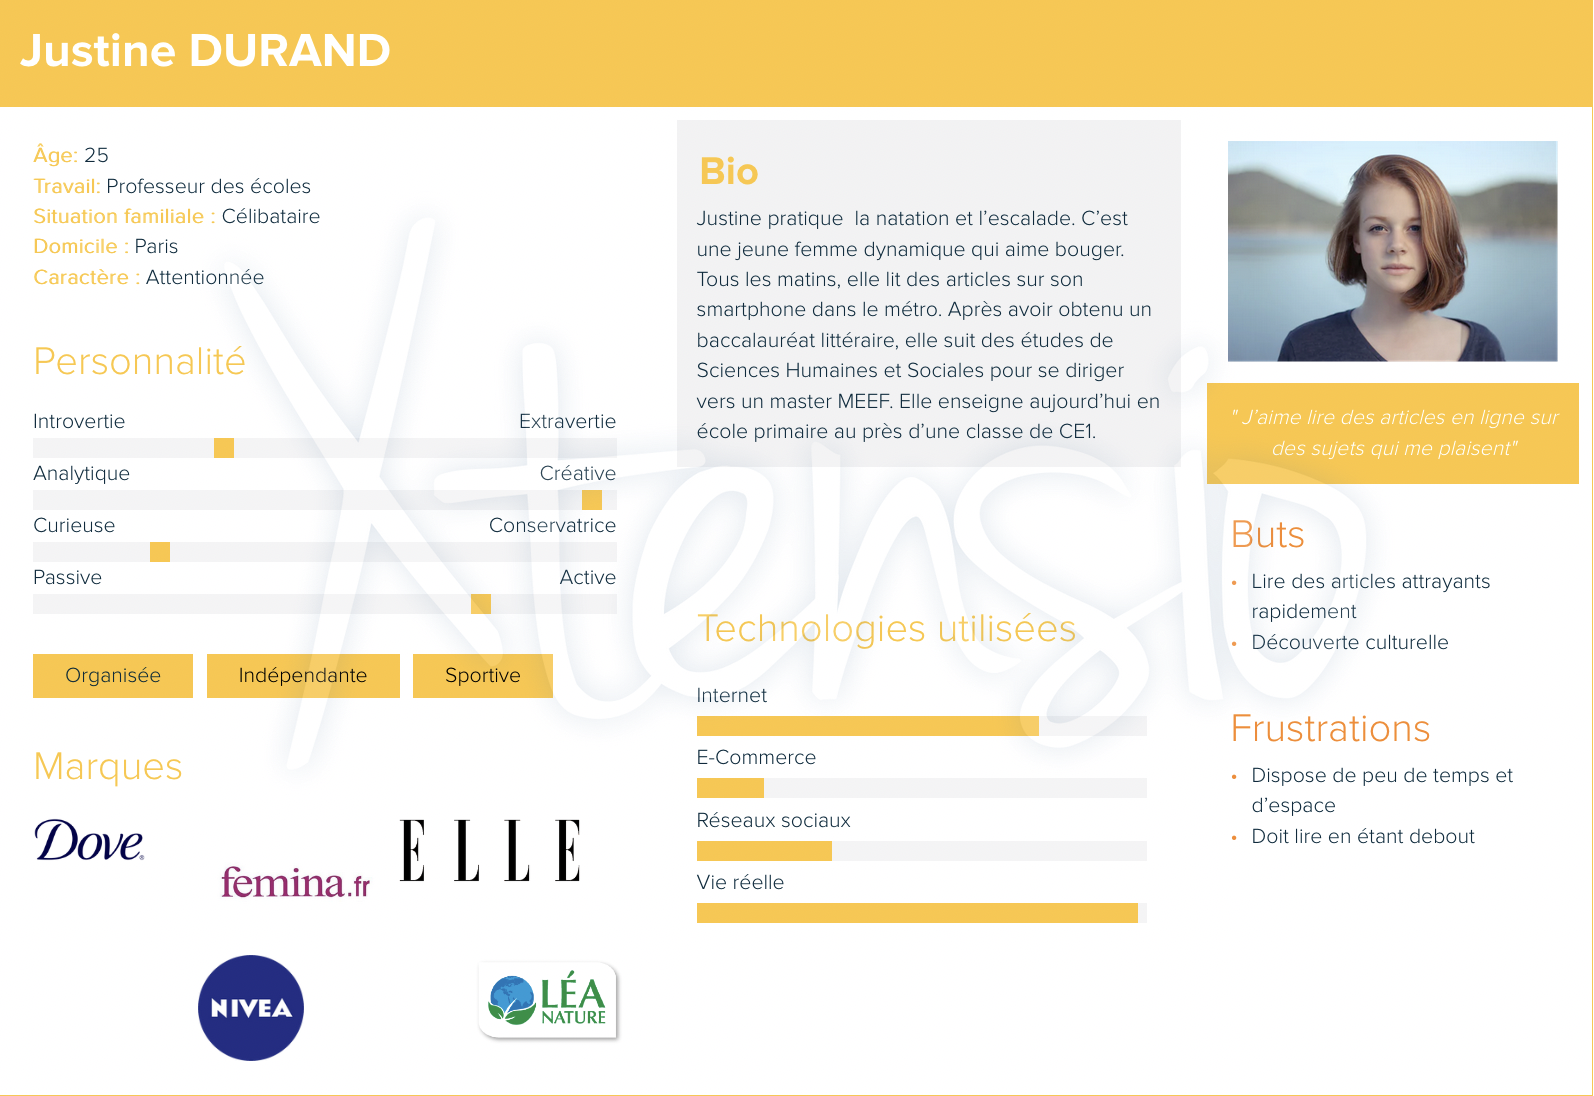 Justine DURAND
Âge: 25
Travail: Professeur des écoles
Situation familiale : Célibataire
Domicile : Paris
Caractère : Attentionnée
Personnalité
Introvertie Extravertie
Analytique Créative
Curieuse Conservatrice
Passive Active
Organisée Indépendante Sportive
Marques
Dove
femina.fr
ELLE
NIVEA
LÉA
NATURE
Bio
Justine pratique  la natation et l’escalade. C’est
une jeune femme dynamique qui aime bouger.
Tous les matins, elle lit des articles sur son
smartphone dans le métro. Après avoir obtenu un
baccalauréat littéraire, elle suit des études de
Sciences Humaines et Sociales pour se diriger
vers un master MEEF. Elle enseigne aujourd’hui en
école primaire au près d’une classe de CE1.
Technologies utilisées
Internet
E-Commerce
Réseaux sociaux
Vie réelle
" J’aime lire des articles en ligne sur
des sujets qui me plaisent"
Buts
• Lire des articles attrayants
rapidement
• Découverte culturelle
Frustrations
• Dispose de peu de temps et
d’espace
• Doit lire en étant debout
Xtensio